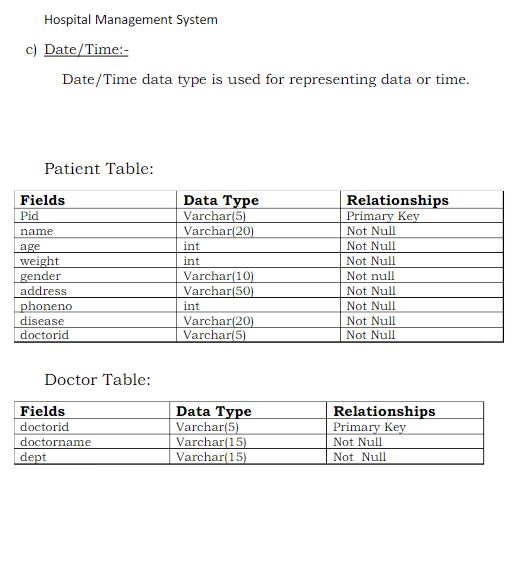 Hospital Management System
c) Date/Time:-
Date/Time data type is used for representing data or time.
Patient Table:
Fields Data Type Relationships
Pid Varchar(5) Primary Key
name Varchar(20) Not Null
age int Not Null
weight int Not Null
gender Varchar(10) Not null
address Varchar(50) Not Null
phoneno int Not Null
disease Varchar(20) Not Null
doctorid Varchar(5) Not Null
Doctor Table:
Fields Data Type Relationships
doctorid Varchar(5) Primary Key
doctorname Varchar(15) Not Null
dept Varchar(15) Not Null